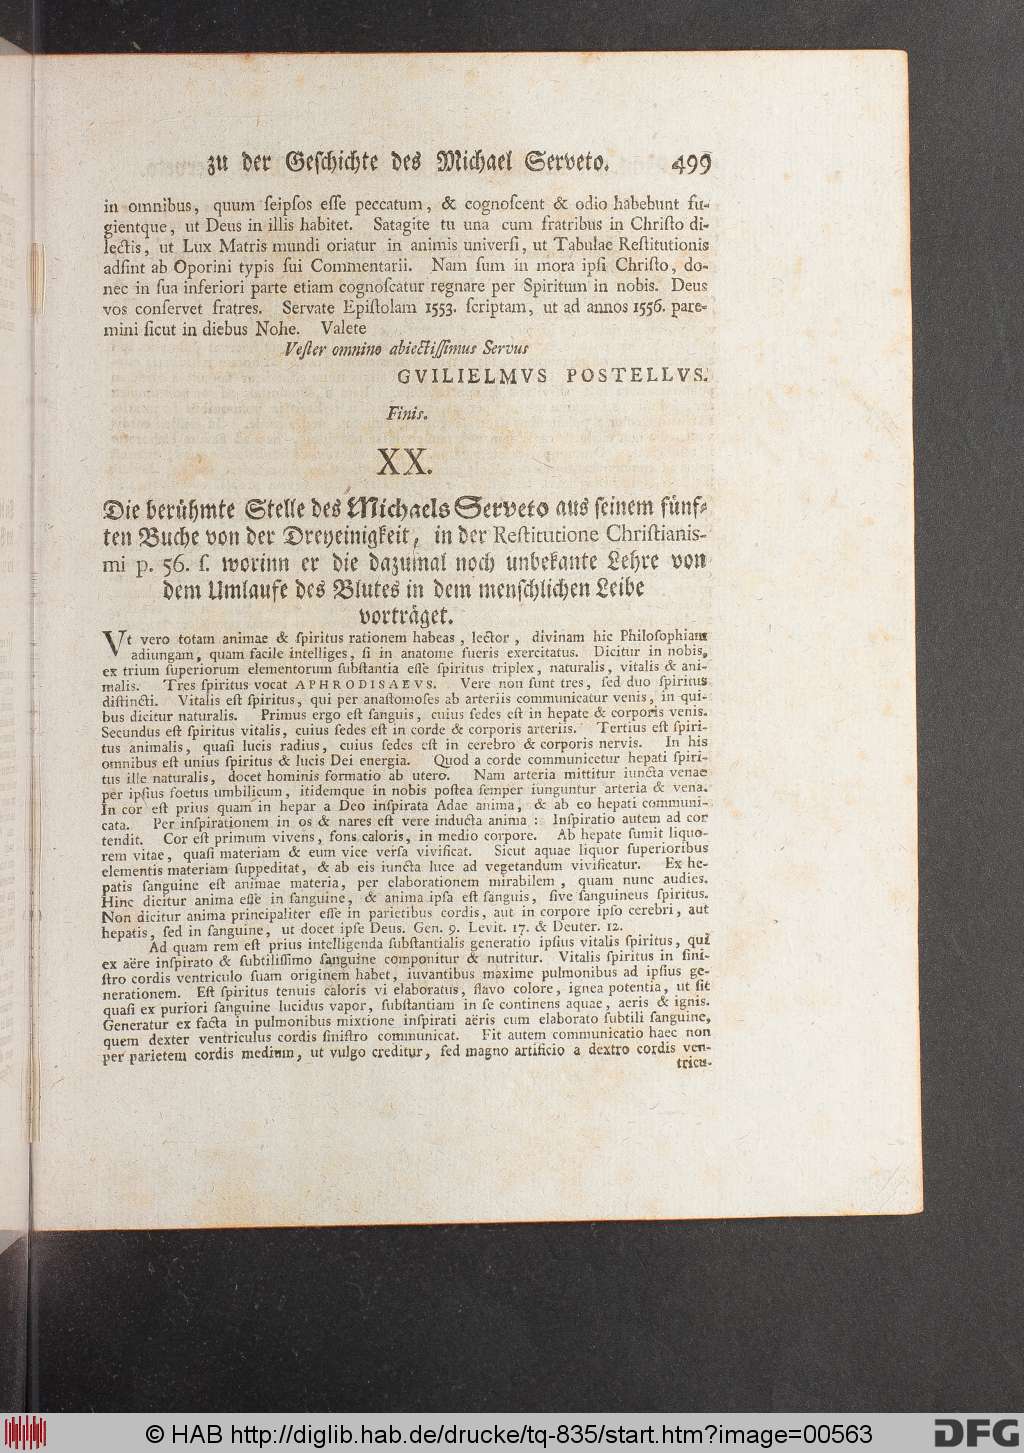 zu der Geschichte des Michael Serveto. 499
in omnibus, quum ſeipſos eſſe peccatum, & cognoſcent & odio habebunt fu-
gientque, ut Deus in illis habitet. Satagite tu una cum fratribus in Chriſto di-
lectis, ut Lux Matris mundi oriatur in animis univerſi, ut Tabulae Reſtitutionis
adſint ab Oporini typis ſui Commentarii. Nam ſum in mora ipſi Chriſto, do-
nec in ſua inferiori parte etiam cognoſcatur regnare per Spiritum in nobis. Deus
vos conſervet fratres. Servate Epiſtolam 1553. ſcriptam, ut ad annos 1556. pare-
mini ſicut in diebus Nohe. Valete
Veſter omnino abiectiſſimus Servus
GVILIELMVS POSTELLVS.
Finis.
XX.
Die berühmte Stelle des Michaels Serveto aus ſeinem fünf-
ten Buche von der Dreyeinigkeit, in der Reſtitutione Chriſtianis-
mi p. 56. ſ. worinn er die dazumal noch unbekante Lehre von
dem Umlaufe des Blutes in dem menſchlichen Leibe
vorträget.
Vt vero totam animae & ſpiritus rationem habeas, lector, divinam hic Philoſophiam
adiungam, quam facile intelliges, ſi in anatome fueris exercitatus. Dicitur in nobis,
ex trium ſuperiorum elementorum ſubſtantia eſſe ſpiritus triplex, naturalis, vitalis & ani-
malis. Tres ſpiritus vocat APHRODISAEVS. Vere non ſunt tres, ſed duo ſpiritus
diſtincti. Vitalis eſt ſpiritus, qui per anaſtomoſes ab arteriis communicatur venis, in qui-
bus dicitur naturalis. Primus ergo eſt ſanguis, cuius ſedes eſt in hepate & corporis venis.
Secundus eſt ſpiritus vitalis, cuius ſedes eſt in corde & corporis arteriis. Tertius eſt ſpiri-
tus animalis, quaſi lucis radius, cuius ſedes eſt in cerebro & corporis nervis. In his
omnibus eſt unius ſpiritus & lucis Dei energia. Quod a corde communicetur hepati ſpiri-
tus ille naturalis, docet hominis formatio ab utero. Nam arteria mittitur iuncta venae
per ipſius foetus umbilicum, itidemque in nobis poſtea ſemper iunguntur arteria & vena.
In cor eſt prius quam in hepar a Deo inſpirata Adae anima, & ab eo hepati communi-
cata. Per inſpirationem in os & nares eſt vere inducta anima: Inſpiratio autem ad cor
tendit. Cor eſt primum vivens, fons caloris, in medio corpore. Ab hepate ſumit liquo-
rem vitae, quaſi materiam & eum vice verſa vivificat. Sicut aquae liquor ſuperioribus
elementis materiam ſuppeditat, & ab eis iuncta luce ad vegetandum vivificatur. Ex he-
patis ſanguine eſt animae materia, per elaborationem mirabilem, quam nunc audies.
Hinc dicitur anima eſſe in ſanguine, & anima ipſa eſt ſanguis, ſive ſanguineus ſpiritus.
Non dicitur anima principaliter eſſe in parietibus cordis, aut in corpore ipſo cerebri, aut
hepatis, ſed in ſanguine, ut docet ipſe Deus. Gen. 9. Levit. 17. & Deuter. 12.
Ad quam rem eſt prius intelligenda ſubſtantialis generatio ipſius vitalis ſpiritus, qui
ex aëre inſpirato & ſubtiliſſimo ſanguine componitur & nutritur. Vitalis ſpiritus in ſini-
ſtro cordis ventriculo ſuam originem habet, iuvantibus maxime pulmonibus ad ipſius ge-
nerationem. Eſt ſpiritus tenuis caloris vi elaboratus, flavo colore, ignea potentia, ut ſit
quaſi ex puriori ſanguine lucidus vapor, ſubſtantiam in ſe continens aquae, aeris & ignis.
Generatur ex facta in pulmonibus mixtione inſpirati aëris cum elaborato ſubtili ſanguine,
quem dexter ventriculus cordis ſiniſtro communicat. Fit autem communicatio haec non
per parietem cordis medium, ut vulgo creditur, ſed magno artificio a dextro cordis ven-
tricu-
© HAB http://diglib.hab.de/drucke/tq-835/start.htm?image=00563
DFG